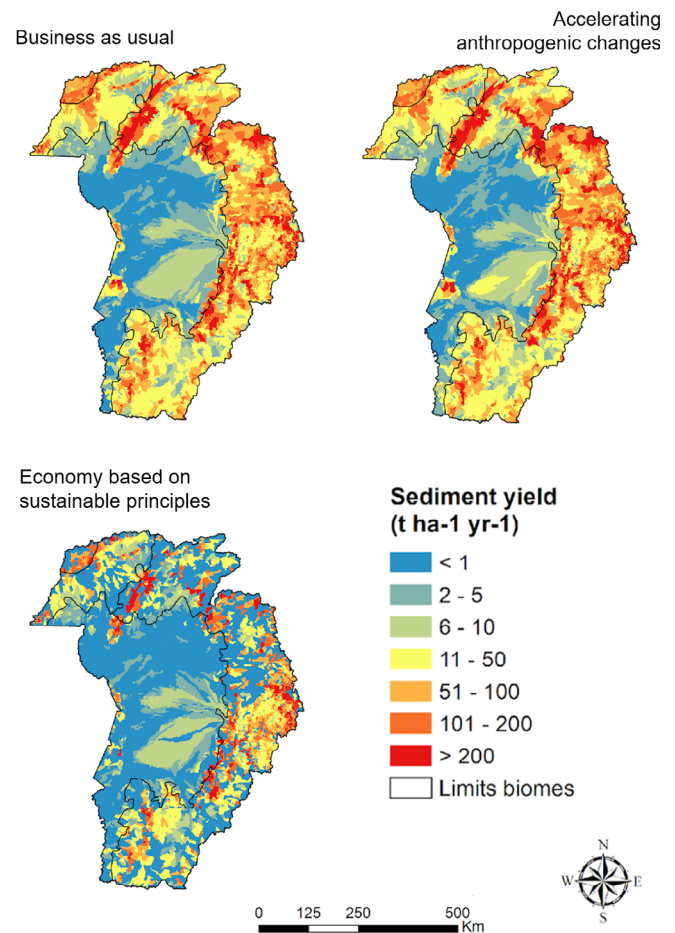 Business as usual
Accelerating
anthropogenic changes
Economy based on
sustainable principles
Sediment yield
(t ha-1 yr-1)
< 1
2 - 5
6 - 10
11 - 50
51 - 100
101 - 200
> 200
Limits biomes
N
W
E
S
0 125 250 500
Km